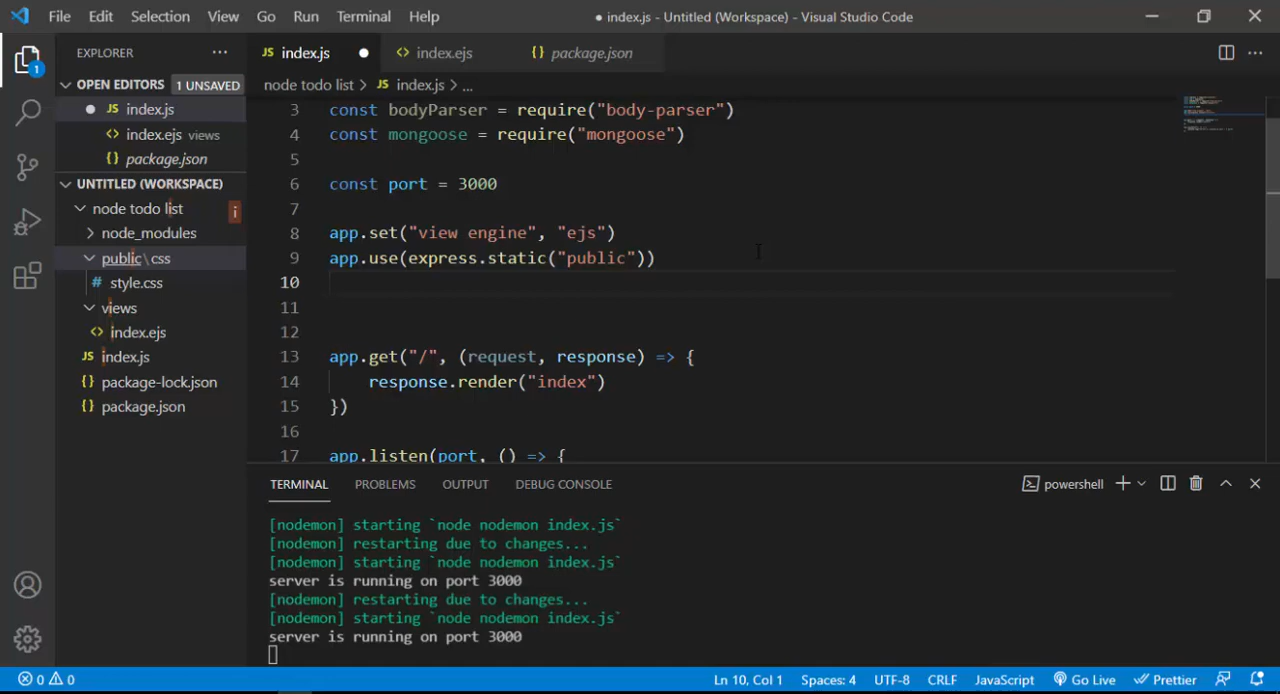 File Edit Selection View Go Run Terminal Help
● index.js - Untitled (Workspace) - Visual Studio Code
EXPLORER ...
JS index.js ●
<> index.ejs
{} package.json
OPEN EDITORS 1 UNSAVED
● JS index.js
<> index.ejs views
{} package.json
UNTITLED (WORKSPACE)
node todo list i
> node_modules
public\css
# style.css
views
<> index.ejs
JS index.js
{} package-lock.json
{} package.json
1
node todo list > JS index.js > ...
3 const bodyParser = require("body-parser")
4 const mongoose = require("mongoose")
5
6 const port = 3000
7
8 app.set("view engine", "ejs")
9 app.use(express.static("public"))
10
11
12
13 app.get("/", (request, response) => {
14 response.render("index")
15 })
16
17 app.listen(port, () => {
TERMINAL PROBLEMS OUTPUT DEBUG CONSOLE
powershell
[nodemon] starting `node nodemon index.js`
[nodemon] restarting due to changes...
[nodemon] starting `node nodemon index.js`
server is running on port 3000
[nodemon] restarting due to changes...
[nodemon] starting `node nodemon index.js`
server is running on port 3000
0 0
Ln 10, Col 1 Spaces: 4 UTF-8 CRLF JavaScript Go Live Prettier